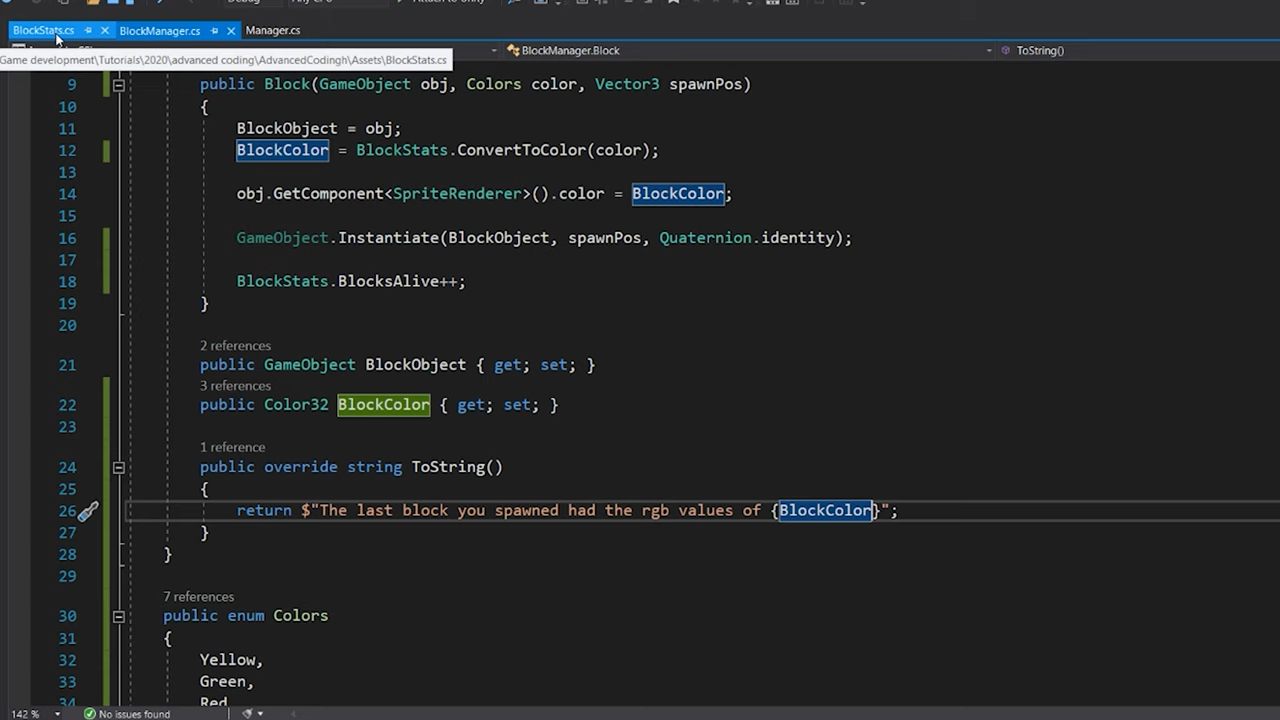 BlockStats.cs BlockManager.cs Manager.cs
Game development\Tutorials\2020\advanced coding\AdvancedCodingh\Assets\BlockStats.cs
BlockManager.Block ToString()
9 public Block(GameObject obj, Colors color, Vector3 spawnPos)
10 {
11 BlockObject = obj;
12 BlockColor = BlockStats.ConvertToColor(color);
13
14 obj.GetComponent<SpriteRenderer>().color = BlockColor;
15
16 GameObject.Instantiate(BlockObject, spawnPos, Quaternion.identity);
17
18 BlockStats.BlocksAlive++;
19 }
20
2 references
21 public GameObject BlockObject { get; set; }
3 references
22 public Color32 BlockColor { get; set; }
23
1 reference
24 public override string ToString()
25 {
26 return $"The last block you spawned had the rgb values of {BlockColor}";
27 }
28 }
29
7 references
30 public enum Colors
31 {
32 Yellow,
33 Green,
34 Red
142 % No issues found